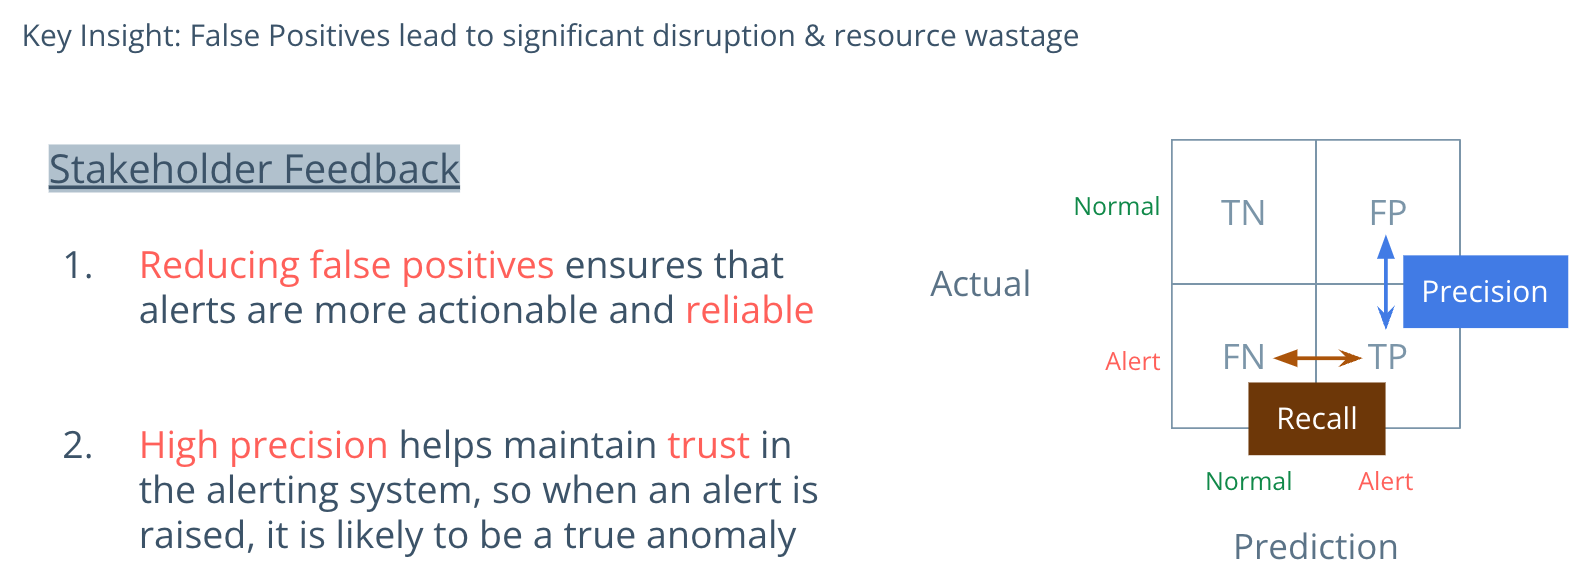 Key Insight: False Positives lead to significant disruption & resource wastage
Stakeholder Feedback
1. Reducing false positives ensures that
alerts are more actionable and reliable
2. High precision helps maintain trust in
the alerting system, so when an alert is
raised, it is likely to be a true anomaly
Actual
Normal
TN FP
Precision
Alert
FN TP
Recall
Normal Alert
Prediction